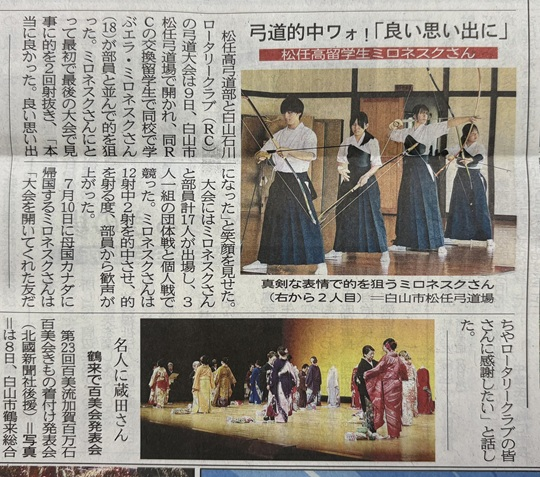 弓道的中ワォ！「良い思い出に」
松任高留学生ミロネスクさん
松任高弓道部と白山石川
ロータリークラブ（ＲＣ）
の弓道大会は９日、白山市
松任弓道場で開かれ、同Ｒ
Ｃの交換留学生で同校で学
ぶエラ・ミロネスクさん
(18)が部員と並んで的を狙
った。ミロネスクさんにと
って最初で最後の大会で見
事に的を２回射抜き、「本
当に良かった。良い思い出
になったと笑顔を見せた。
大会にはミロネスクさん
と部員計17人が出場し、３
人一組の団体戦と個人戦で
競った。ミロネスクさんは
12射中２射を的中させ、的
を射る度、部員から歓声が
上がった。
７月10日に母国カナダに
帰国するミロネスクさんは
「大会を開いてくれた友だ
ちやロータリークラブの皆
さんに感謝したい」と話し
た。
真剣な表情で的を狙うミロネスクさん
（右から２人目）＝白山市松任弓道場
名人に蔵田さん
鶴来で百美会発表会
第23回百美流加賀百万石
百美会きもの着付け発表会
（北國新聞社後援）＝写真
＝は８日、白山市鶴来総合